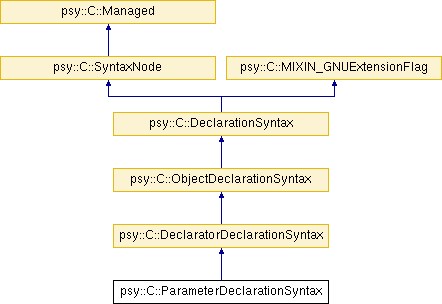 psy::C::Managed
psy::C::SyntaxNode
psy::C::MIXIN_GNUExtensionFlag
psy::C::DeclarationSyntax
psy::C::ObjectDeclarationSyntax
psy::C::DeclaratorDeclarationSyntax
psy::C::ParameterDeclarationSyntax